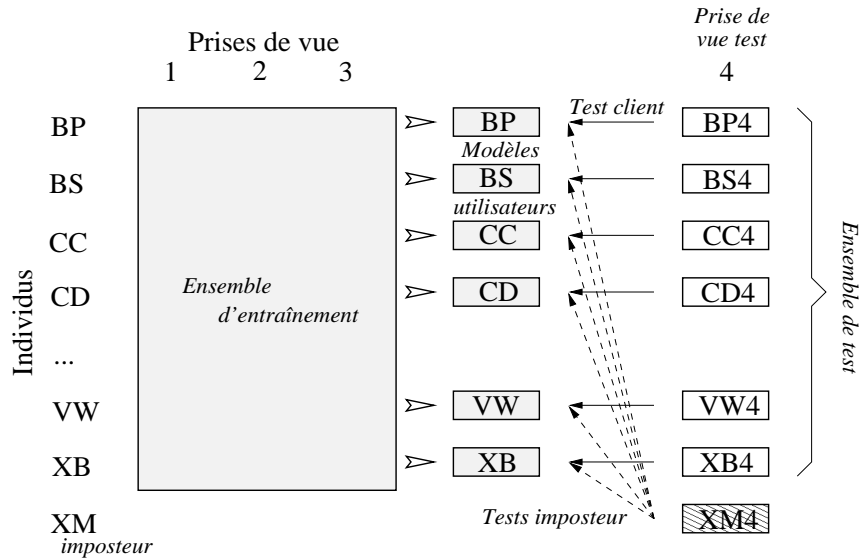 Prises de vue
Prise de
vue test
1 2 3
4
BP
BP
Test client
BP4
Modèles
BS
BS
BS4
utilisateurs
CC
CC
CC4
Individus
Ensemble
d'entraînement
CD
CD
CD4
Ensemble de test
...
VW
VW
VW4
XB
XB
XB4
XM
imposteur
Tests imposteur
XM4